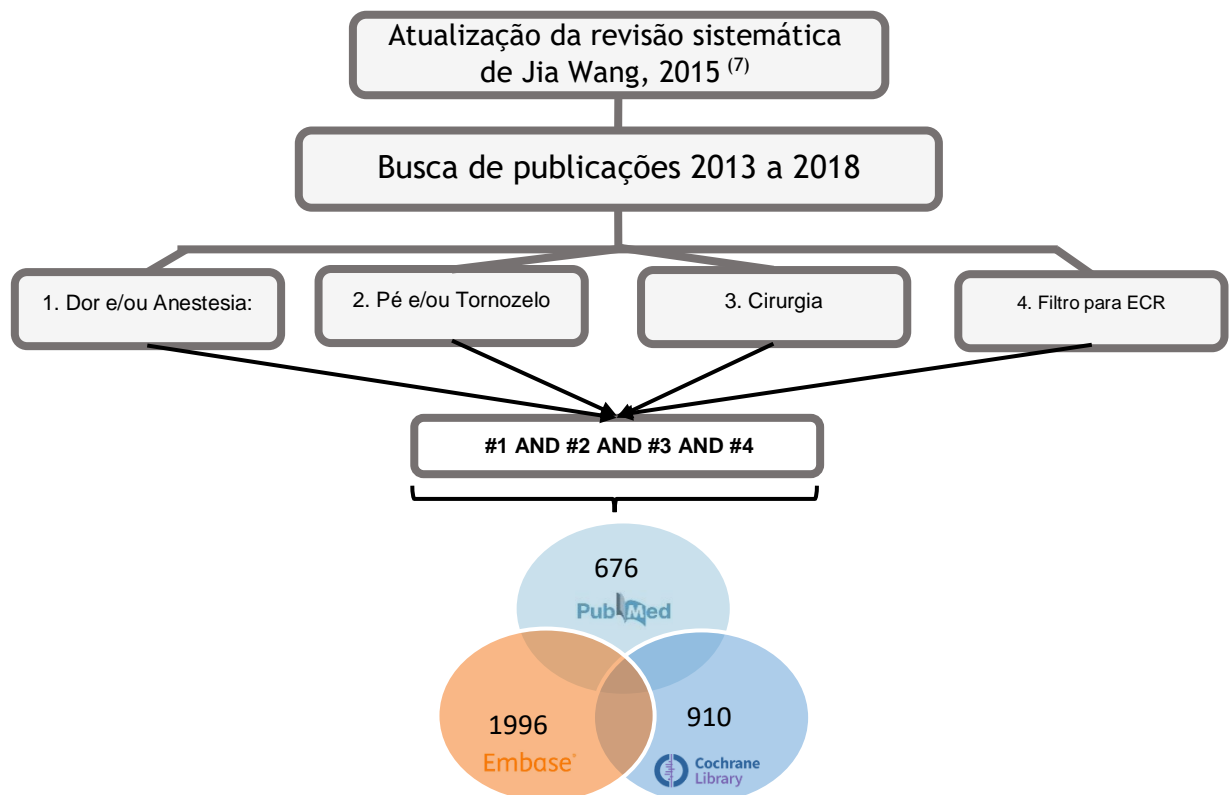 Atualização da revisão sistemática
de Jia Wang, 2015 (7)
Busca de publicações 2013 a 2018
1. Dor e/ou Anestesia:
2. Pé e/ou Tornozelo
3. Cirurgia
4. Filtro para ECR
#1 AND #2 AND #3 AND #4
676
PubMed
1996
Embase
910
Cochrane
Library